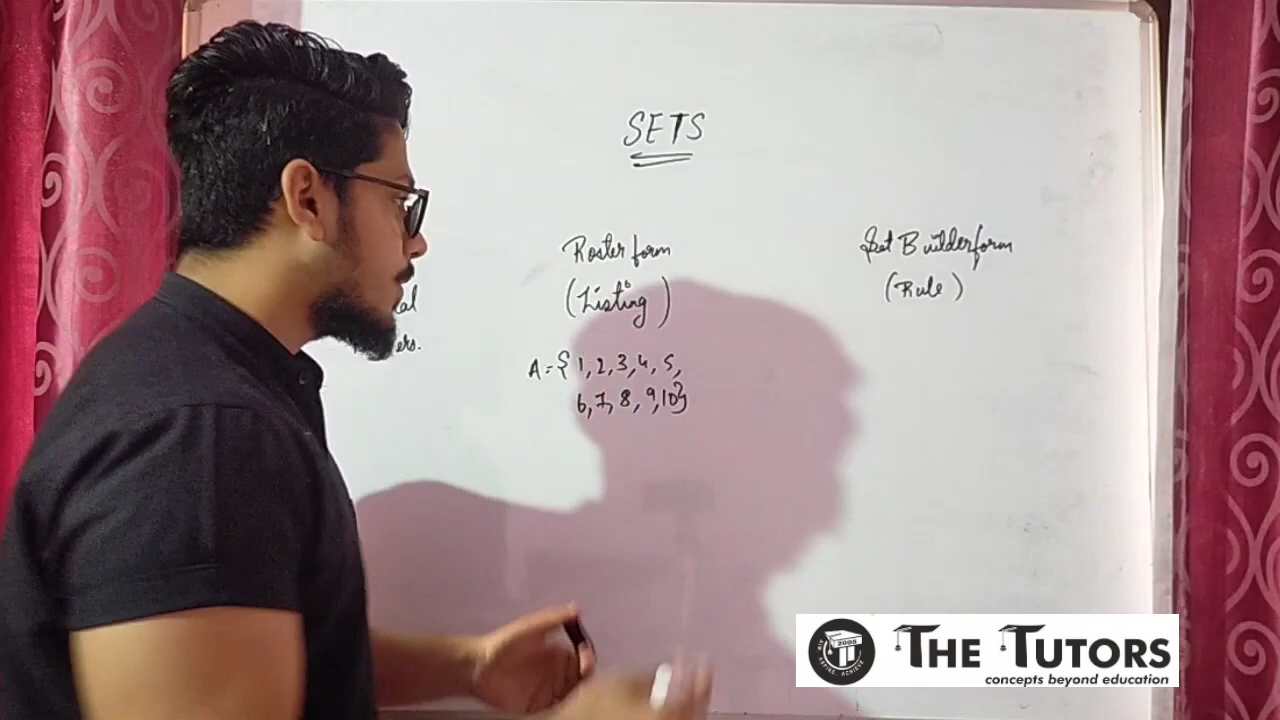 SETS
Roster form
(Listing)
A = { 1, 2, 3, 4, 5,
6, 7, 8, 9, 10}
Set Builder form
(Rule)
2005
THE TUTORS
concepts beyond education